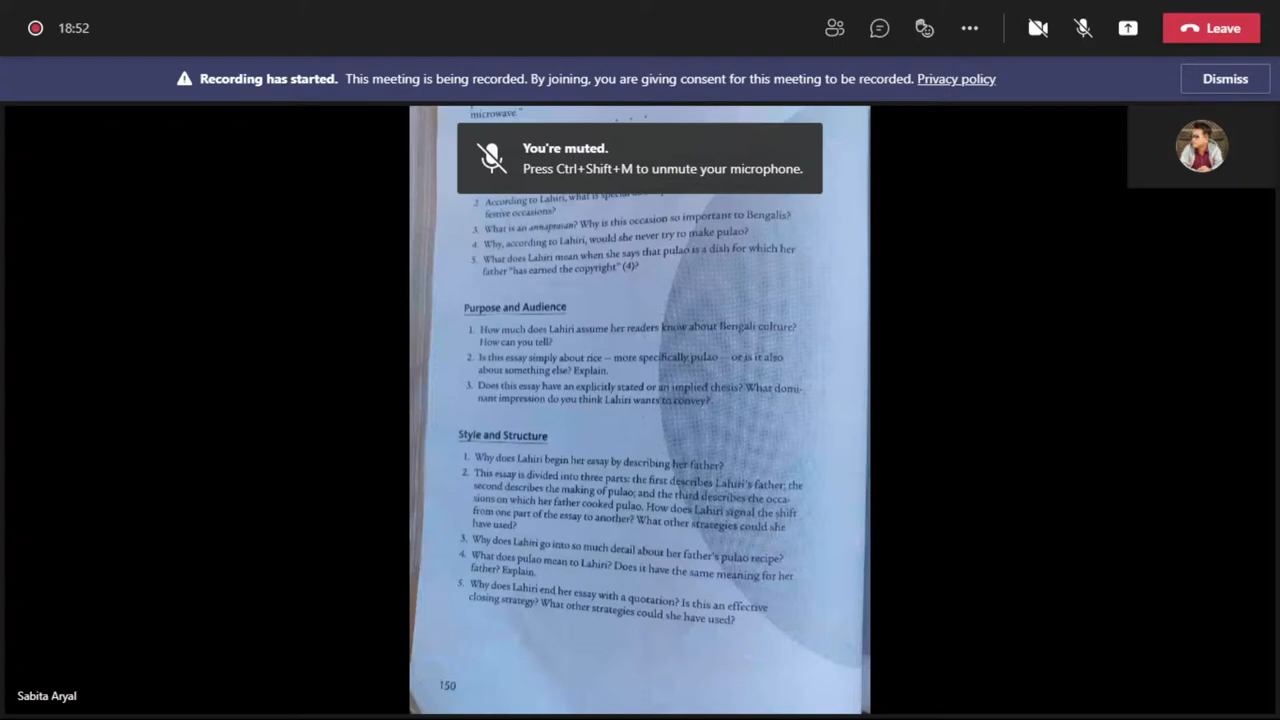 18:52
Leave
Recording has started. This meeting is being recorded. By joining, you are giving consent for this meeting to be recorded. Privacy policy
Dismiss
microwave."
You're muted.
Press Ctrl+Shift+M to unmute your microphone.
2. According to Lahiri, what is special
festive occasions?
3. What is an annaprasan? Why is this occasion so important to Bengalis?
4. Why, according to Lahiri, would she never try to make pulao?
5. What does Lahiri mean when she says that pulao is a dish for which her
father "has earned the copyright" (4)?
Purpose and Audience
1. How much does Lahiri assume her readers know about Bengali culture?
How can you tell?
2. Is this essay simply about rice — more specifically pulao — or is it also
about something else? Explain.
3. Does this essay have an explicitly stated or an implied thesis? What domi-
nant impression do you think Lahiri wants to convey?
Style and Structure
1. Why does Lahiri begin her essay by describing her father?
2. This essay is divided into three parts: the first describes Lahiri's father; the
second describes the making of pulao; and the third describes the occa-
sions on which her father cooked pulao. How does Lahiri signal the shift
from one part of the essay to another? What other strategies could she
have used?
3. Why does Lahiri go into so much detail about her father's pulao recipe?
4. What does pulao mean to Lahiri? Does it have the same meaning for her
father? Explain.
5. Why does Lahiri end her essay with a quotation? Is this an effective
closing strategy? What other strategies could she have used?
150
Sabita Aryal